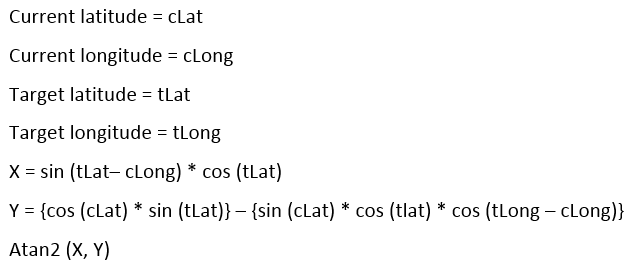 Current latitude = cLat
Current longitude = cLong
Target latitude = tLat
Target longitude = tLong
X = sin (tLat– cLong) * cos (tLat)
Y = {cos (cLat) * sin (tLat)} – {sin (cLat) * cos (tlat) * cos (tLong – cLong)}
Atan2 (X, Y)